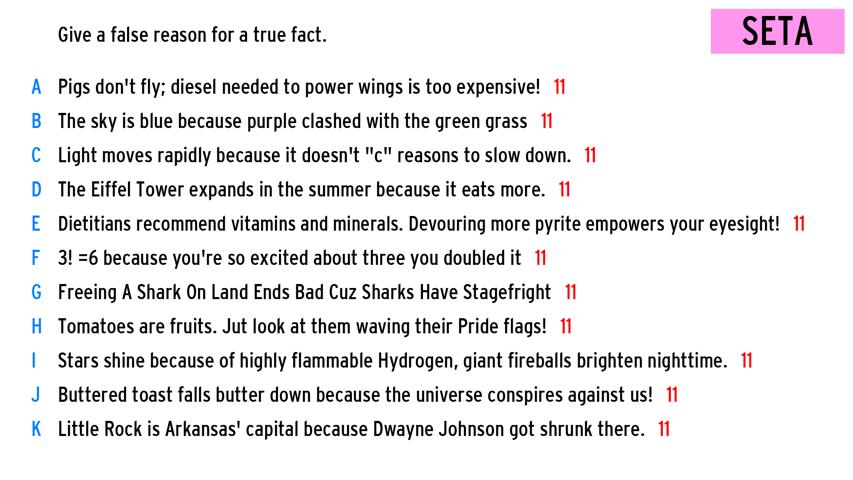 SETA
Give a false reason for a true fact.
A Pigs don't fly; diesel needed to power wings is too expensive! 11
B The sky is blue because purple clashed with the green grass 11
C Light moves rapidly because it doesn't "c" reasons to slow down. 11
D The Eiffel Tower expands in the summer because it eats more. 11
E Dietitians recommend vitamins and minerals. Devouring more pyrite empowers your eyesight! 11
F 3! =6 because you're so excited about three you doubled it 11
G Freeing A Shark On Land Ends Bad Cuz Sharks Have Stagefright 11
H Tomatoes are fruits. Jut look at them waving their Pride flags! 11
I Stars shine because of highly flammable Hydrogen, giant fireballs brighten nighttime. 11
J Buttered toast falls butter down because the universe conspires against us! 11
K Little Rock is Arkansas' capital because Dwayne Johnson got shrunk there. 11